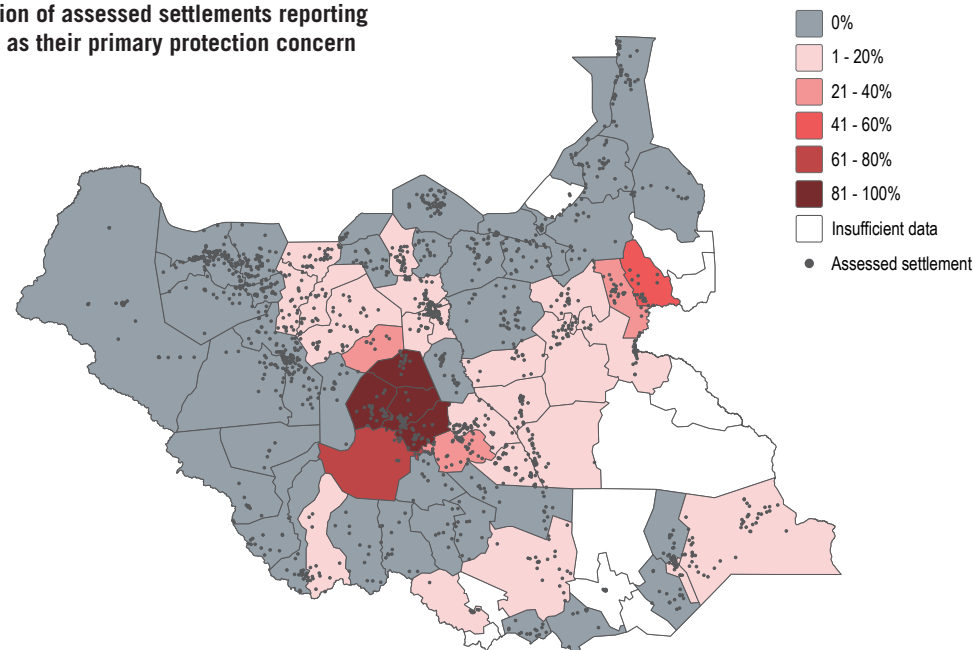 ion of assessed settlements reporting
as their primary protection concern
0%
1 - 20%
21 - 40%
41 - 60%
61 - 80%
81 - 100%
Insufficient data
Assessed settlement